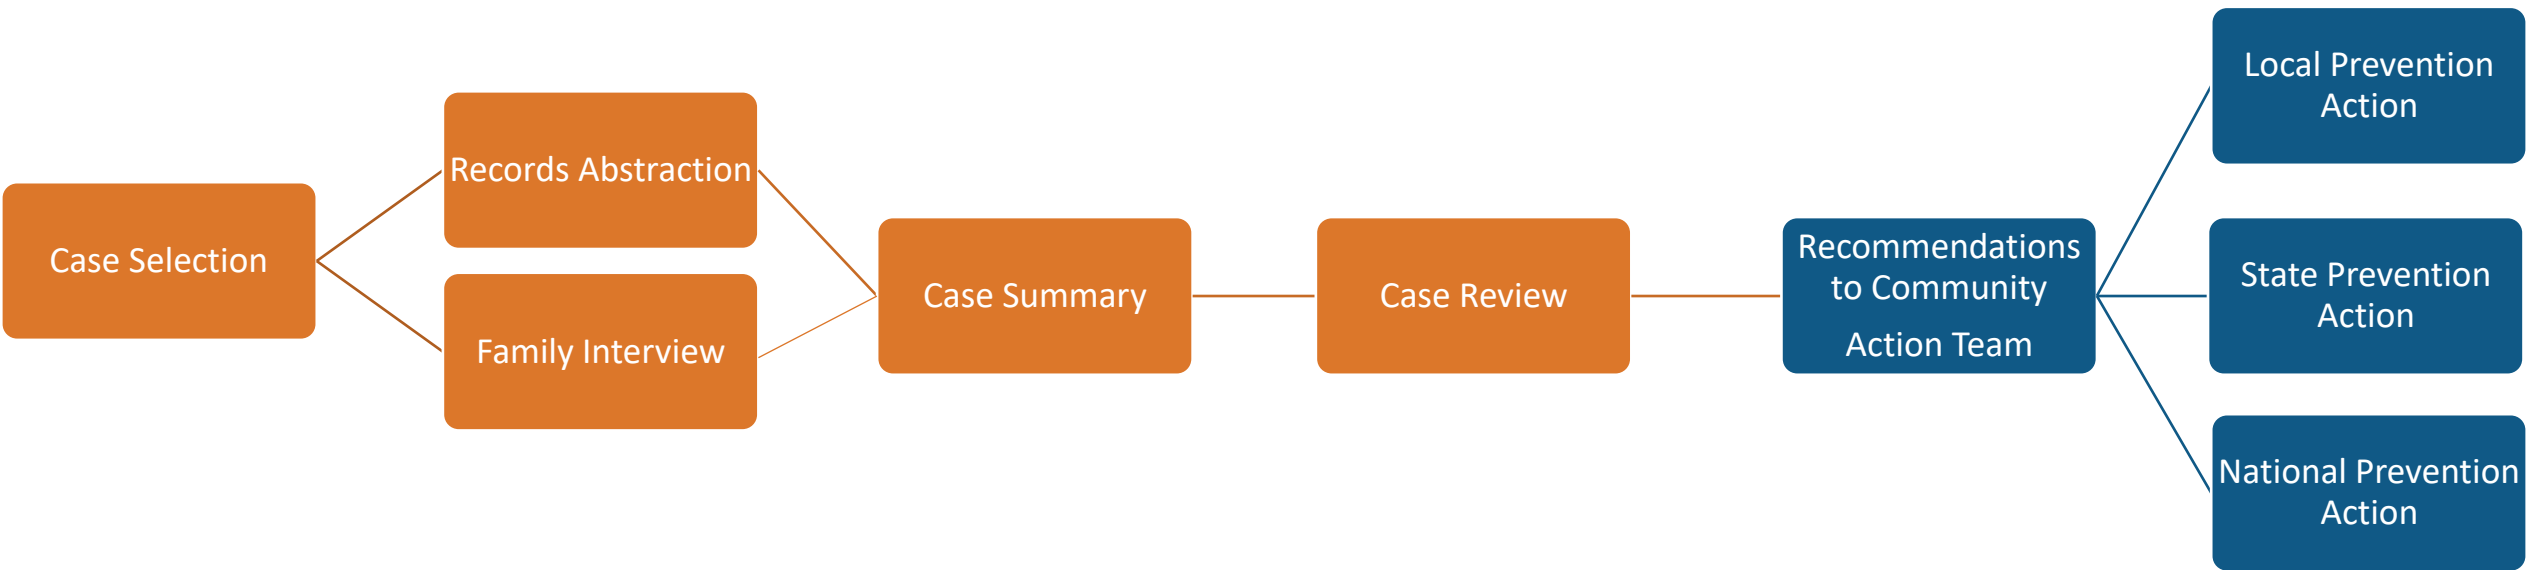 Case Selection
Records Abstraction
Family Interview
Case Summary
Case Review
Recommendations
to Community
Action Team
Local Prevention
Action
State Prevention
Action
National Prevention
Action